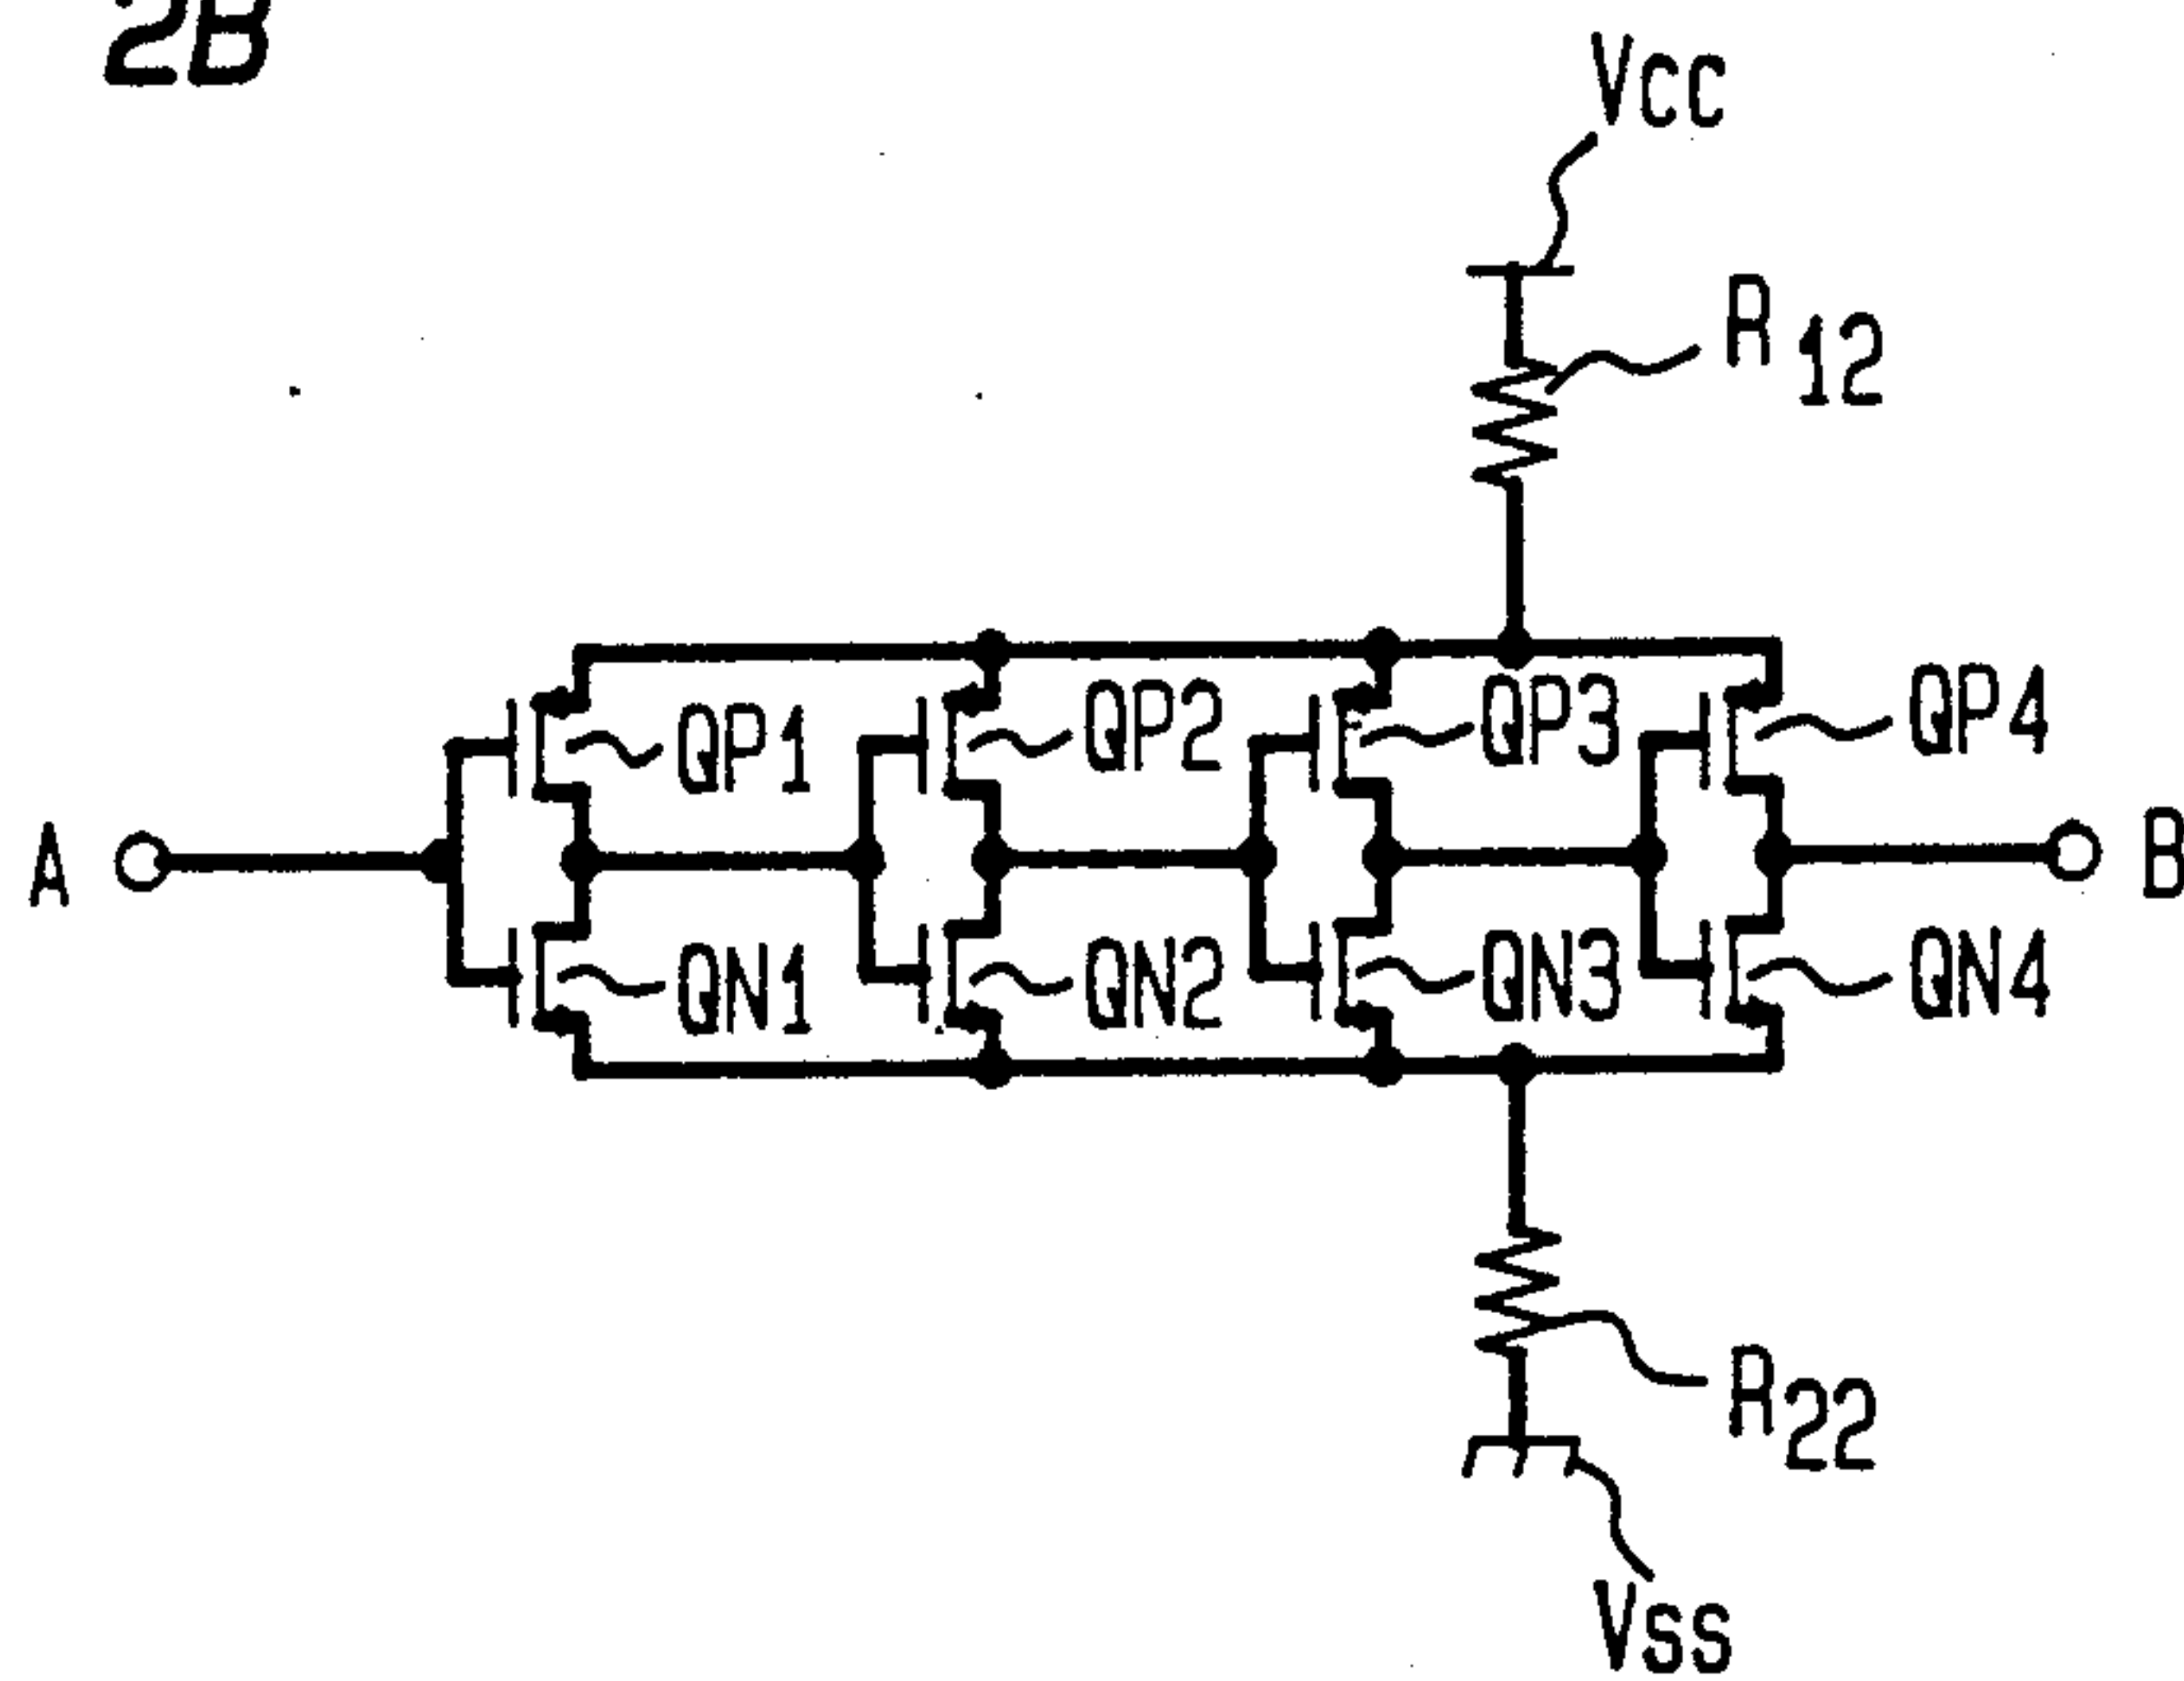 2B
Vcc
R12
QP1 QP2 QP3 QP4
A B
QN1 QN2 QN3 QN4
R22
Vss